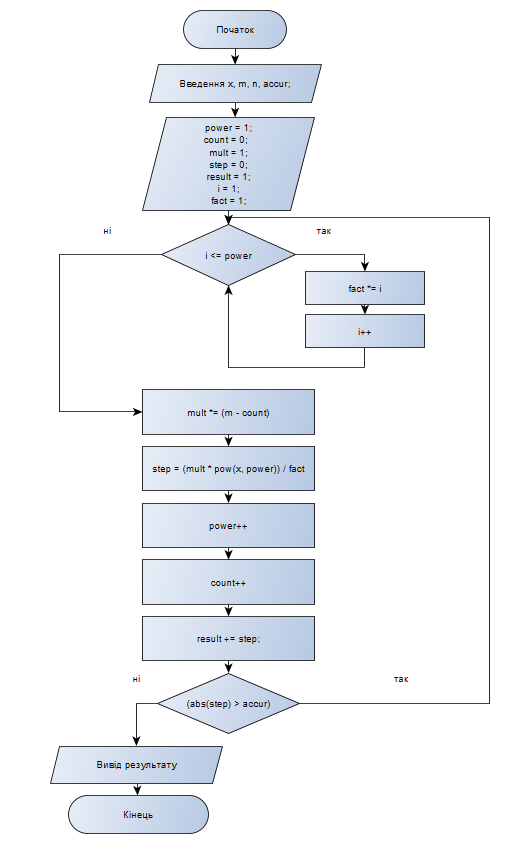 Початок
Введення x, m, n, accur;
power = 1;
count = 0;
mult = 1;
step = 0;
result = 1;
i = 1;
fact = 1;
ні
так
i <= power
fact *= i
i++
mult *= (m - count)
step = (mult * pow(x, power)) / fact
power++
count++
result += step;
ні
так
(abs(step) > accur)
Вивід результату
Кінець